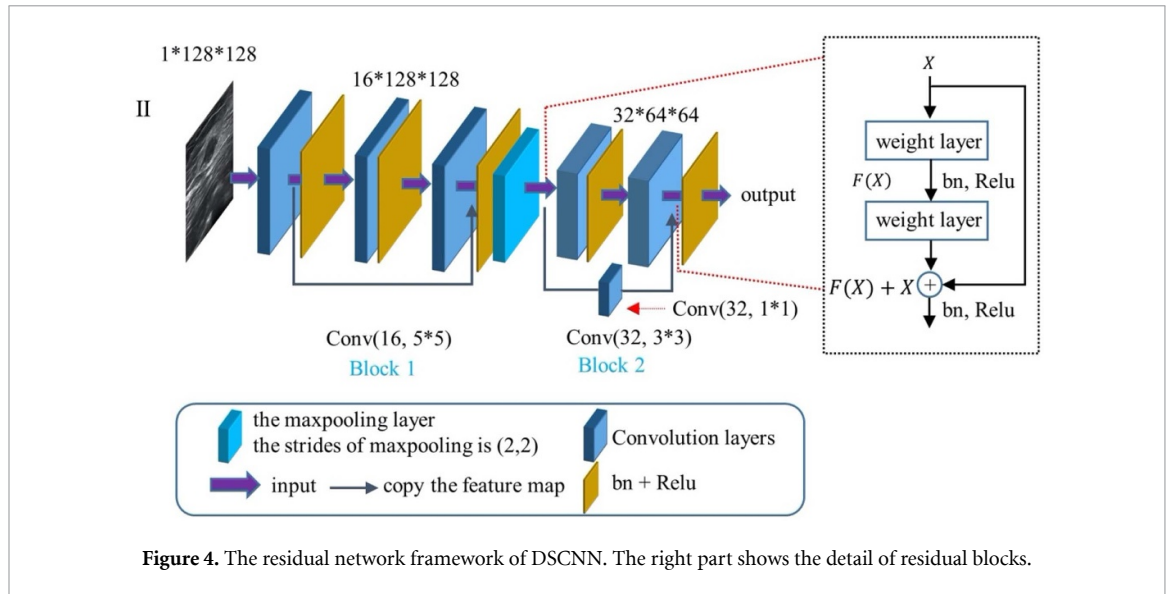 1*128*128
II
16*128*128
32*64*64
output
Conv(32, 1*1)
Conv(16, 5*5)
Conv(32, 3*3)
Block 1
Block 2
X
weight layer
F(X)
bn, Relu
weight layer
F(X) + X
+
bn, Relu
the maxpooling layer
the strides of maxpooling is (2,2)
Convolution layers
input
copy the feature map
bn + Relu
Figure 4. The residual network framework of DSCNN. The right part shows the detail of residual blocks.